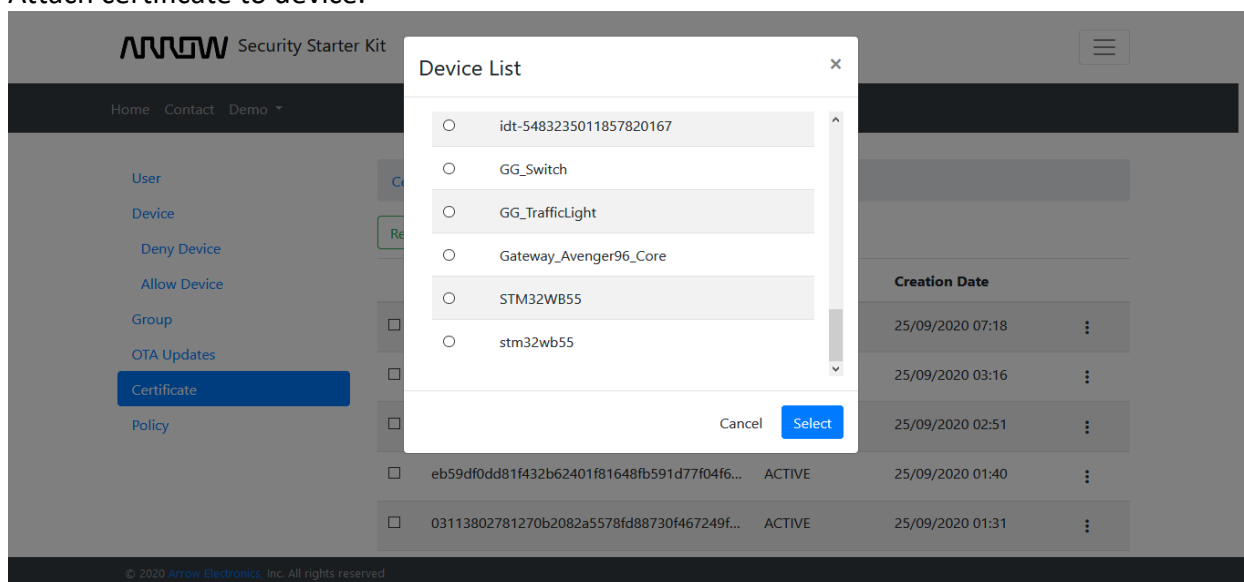 Attach certificate to device.
ARROW Security Starter Kit
Device List
×
Home Contact Demo
idt-5483235011857820167
GG_Switch
GG_TrafficLight
Gateway_Avenger96_Core
STM32WB55
stm32wb55
Cancel Select
User
Device
Deny Device
Allow Device
Group
OTA Updates
Certificate
Policy
Ce
Re
Creation Date
25/09/2020 07:18
25/09/2020 03:16
25/09/2020 02:51
eb59df0dd81f432b62401f81648fb591d77f04f6... ACTIVE 25/09/2020 01:40
03113802781270b2082a5578fd88730f467249f... ACTIVE 25/09/2020 01:31
© 2020 Arrow Electronics, Inc. All rights reserved